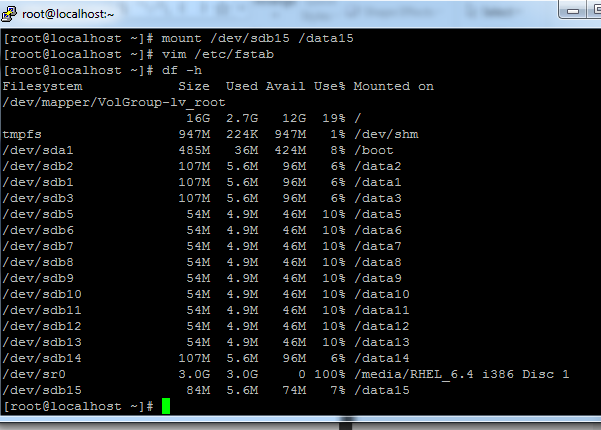 root@localhost:~
[root@localhost ~]# mount /dev/sdb15 /data15
[root@localhost ~]# vim /etc/fstab
[root@localhost ~]# df -h
Filesystem            Size  Used Avail Use% Mounted on
/dev/mapper/VolGroup-lv_root
                       16G  2.7G   12G  19% /
tmpfs                 947M  224K  947M   1% /dev/shm
/dev/sda1             485M   36M  424M   8% /boot
/dev/sdb2             107M  5.6M   96M   6% /data2
/dev/sdb1             107M  5.6M   96M   6% /data1
/dev/sdb3             107M  5.6M   96M   6% /data3
/dev/sdb5              54M  4.9M   46M  10% /data5
/dev/sdb6              54M  4.9M   46M  10% /data6
/dev/sdb7              54M  4.9M   46M  10% /data7
/dev/sdb8              54M  4.9M   46M  10% /data8
/dev/sdb9              54M  4.9M   46M  10% /data9
/dev/sdb10             54M  4.9M   46M  10% /data10
/dev/sdb11             54M  4.9M   46M  10% /data11
/dev/sdb12             54M  4.9M   46M  10% /data12
/dev/sdb13             54M  4.9M   46M  10% /data13
/dev/sdb14            107M  5.6M   96M   6% /data14
/dev/sr0              3.0G  3.0G     0 100% /media/RHEL_6.4 i386 Disc 1
/dev/sdb15             84M  5.6M   74M   7% /data15
[root@localhost ~]#